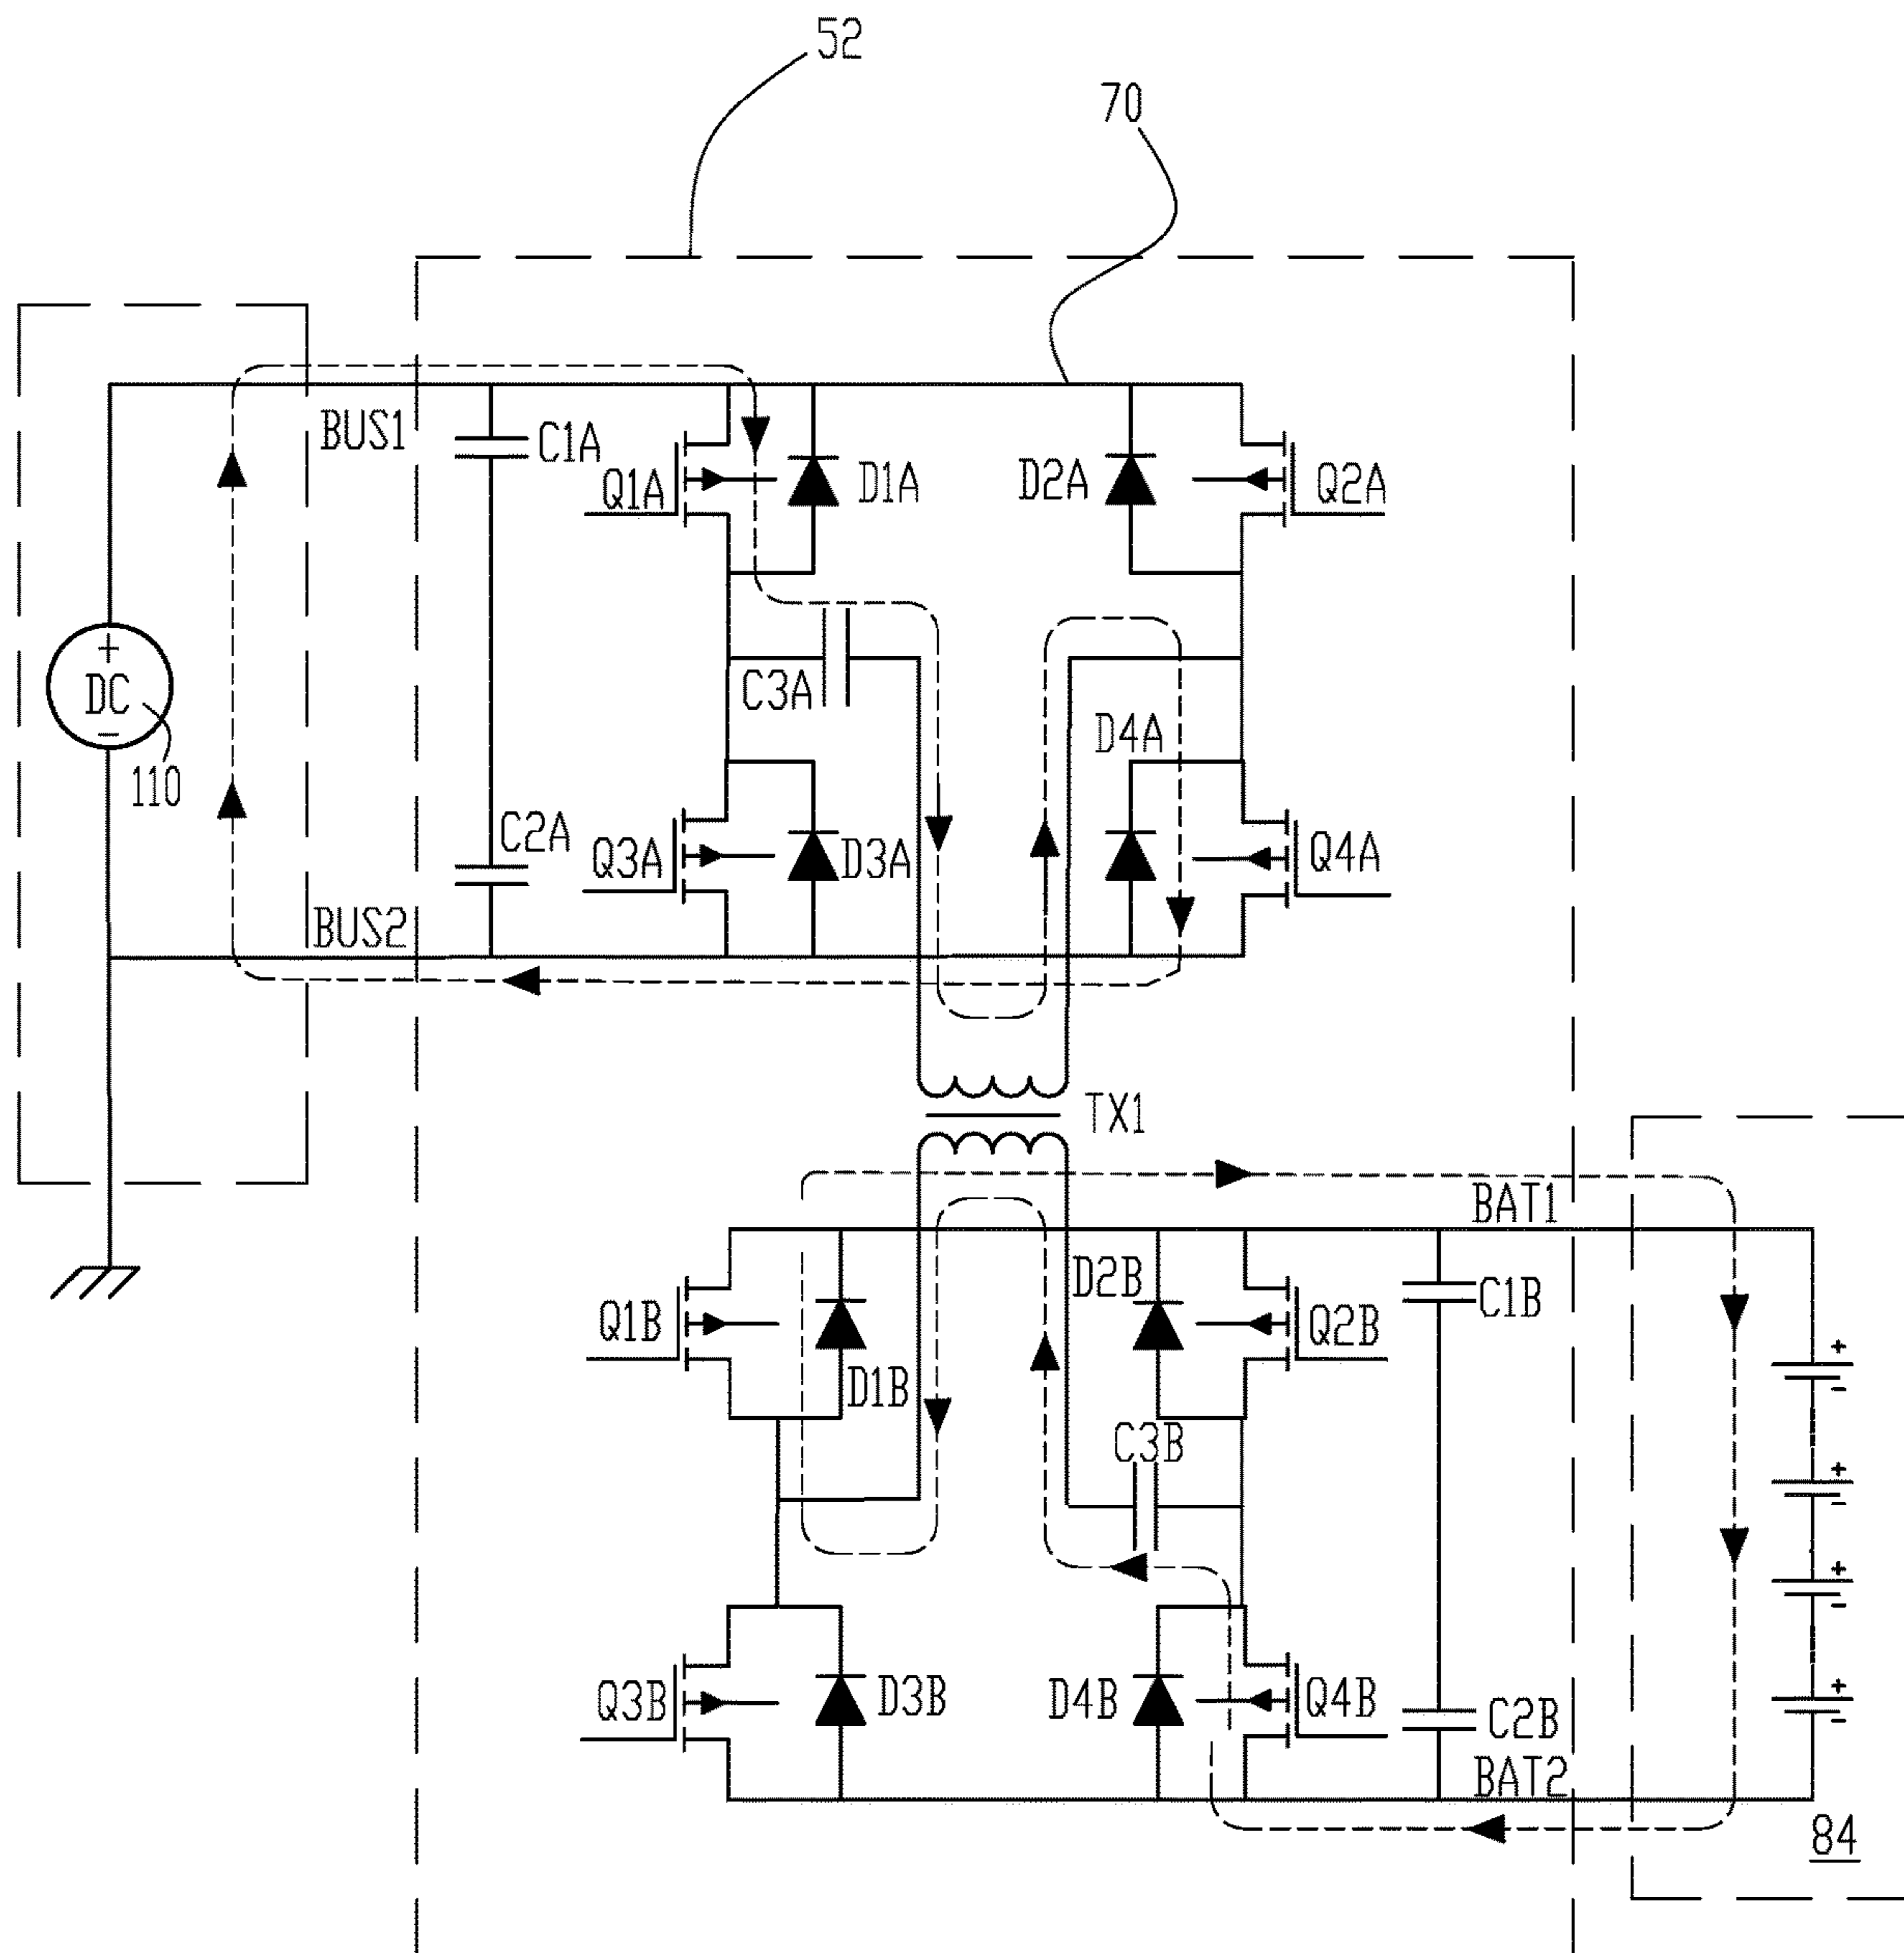 52
70
BUS1
C1A
Q1A
D1A
D2A
Q2A
+
DC
-
110
C3A
D4A
C2A
Q3A
D3A
Q4A
BUS2
TX1
BAT1
Q1B
D1B
D2B
Q2B
C1B
+
-
C3B
+
-
+
-
Q3B
D3B
D4B
Q4B
C2B
+
-
BAT2
84